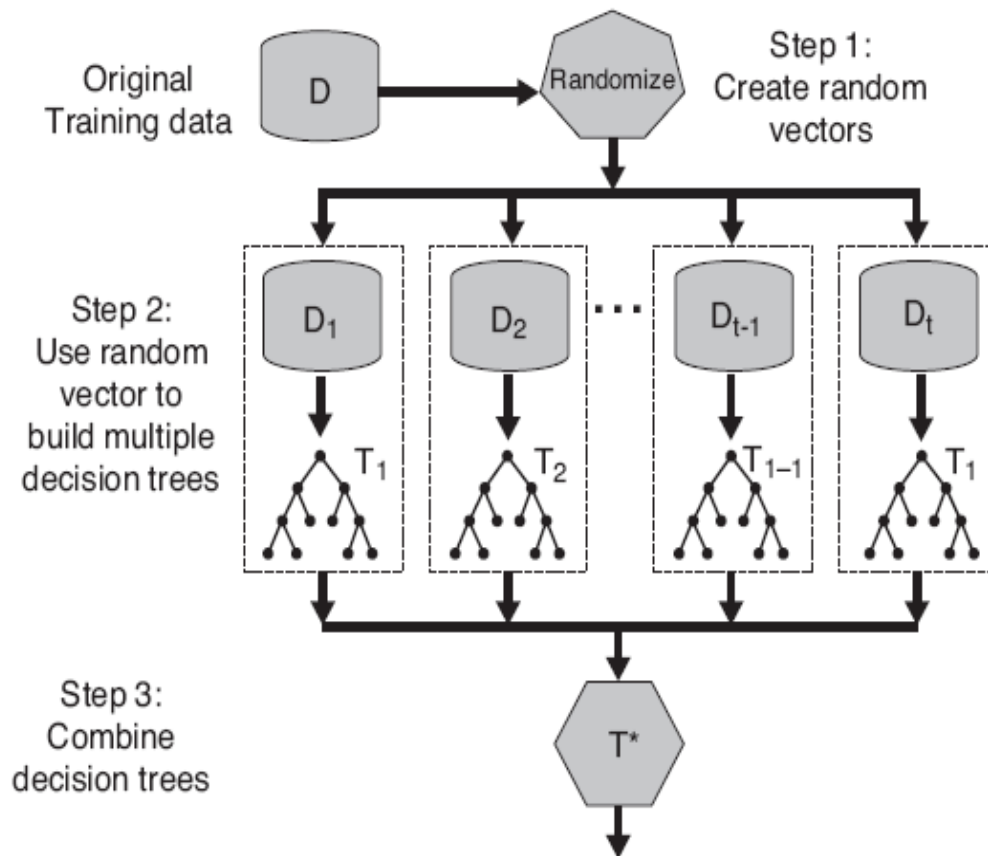 Original
Training data
D
Randomize
Step 1:
Create random
vectors
Step 2:
Use random
vector to
build multiple
decision trees
D₁
D₂
...
Dₜ₋₁
Dₜ
T₁
T₂
T₁₋₁
T₁
Step 3:
Combine
decision trees
T*